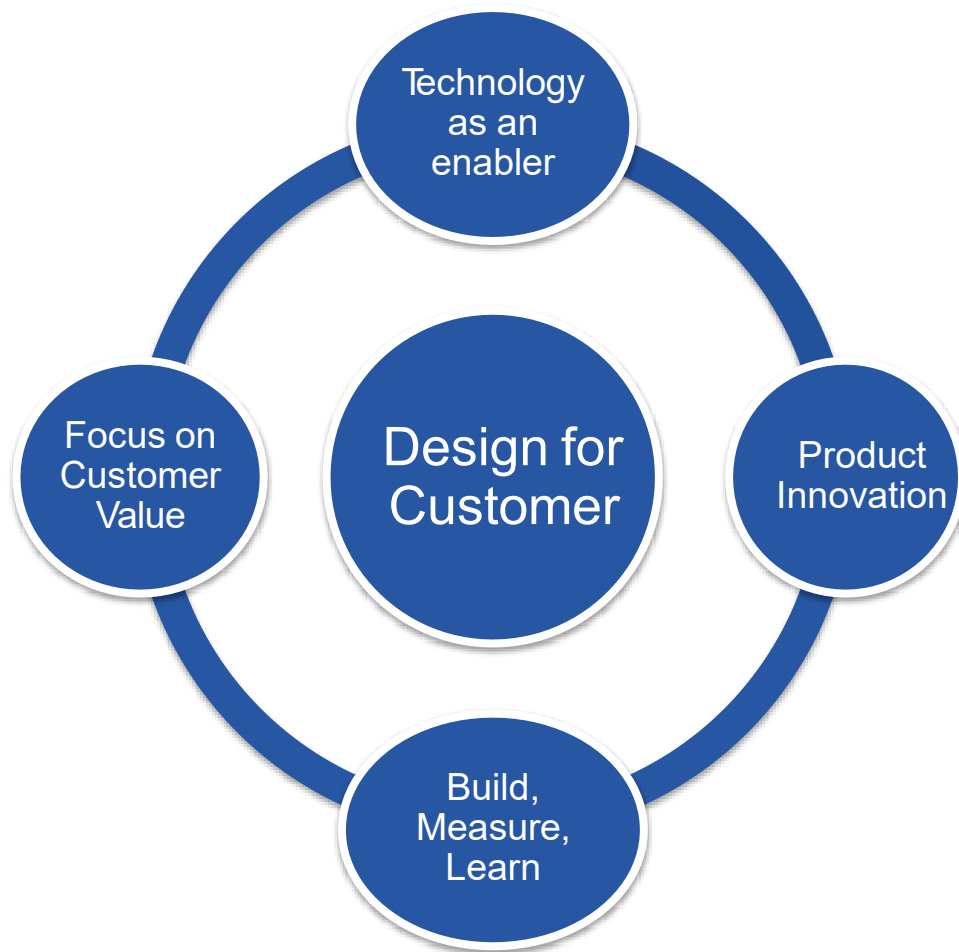 Technology
as an
enabler
Focus on
Customer
Value
Design for
Customer
Product
Innovation
Build,
Measure,
Learn